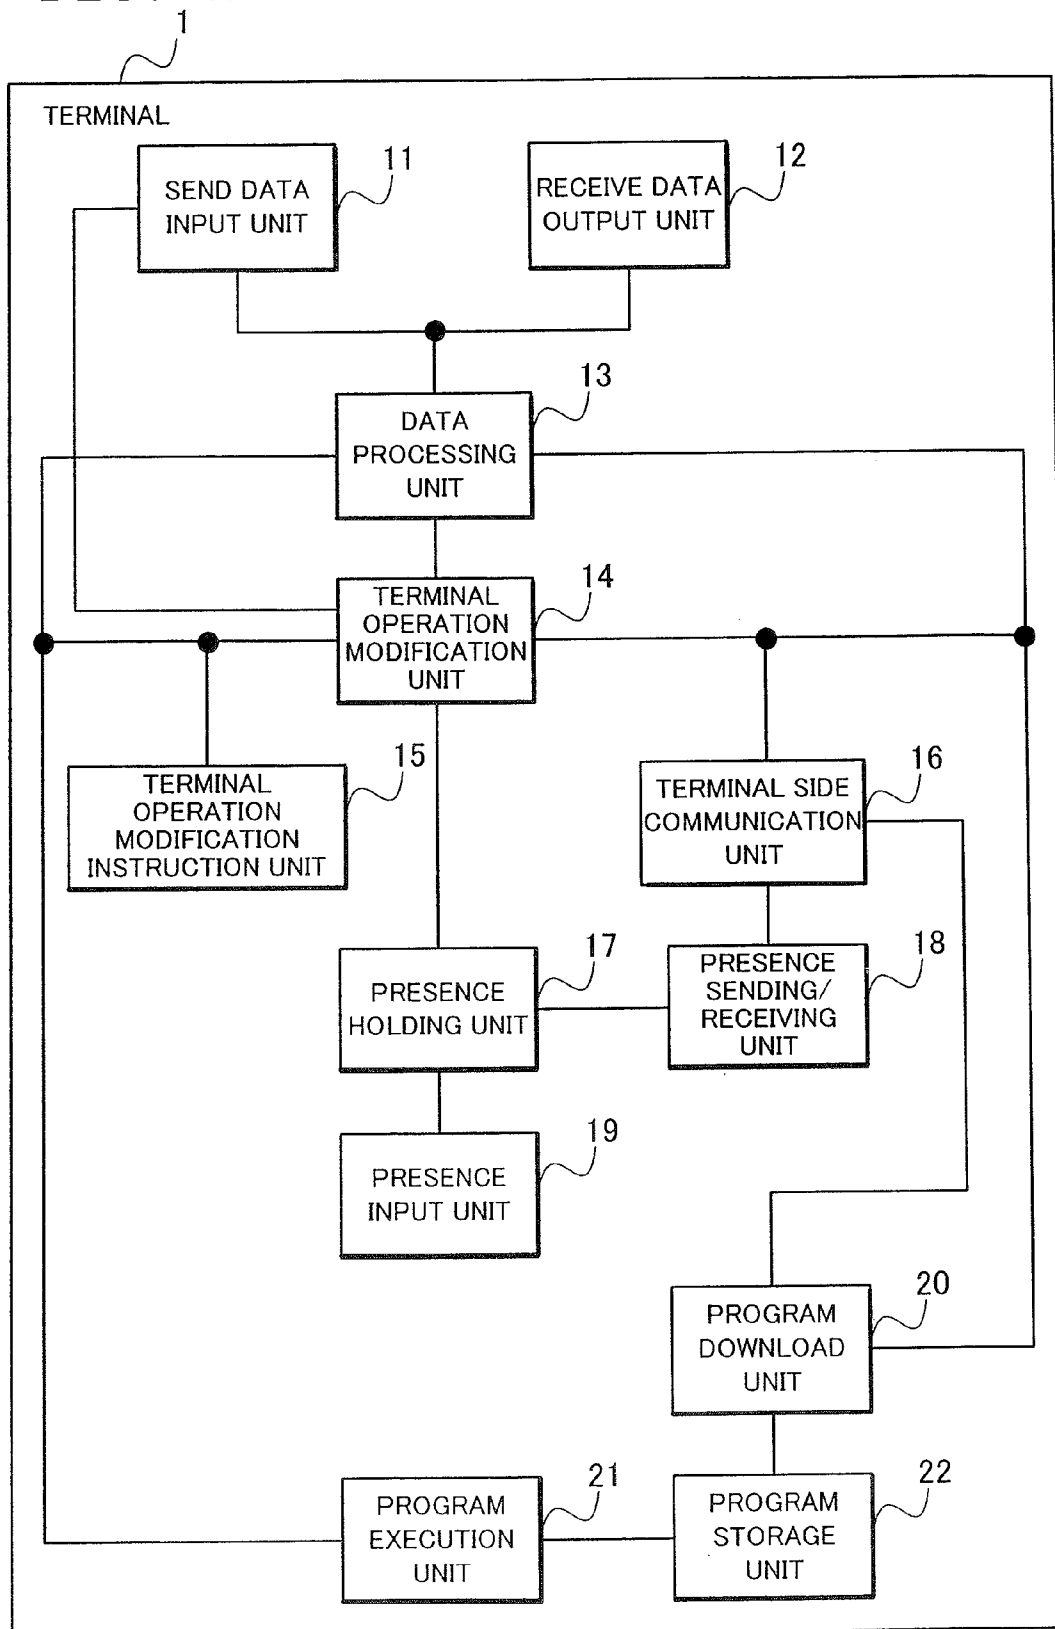 1
TERMINAL
SEND DATA
INPUT UNIT
11
RECEIVE DATA
OUTPUT UNIT
12
DATA
PROCESSING
UNIT
13
TERMINAL
OPERATION
MODIFICATION
UNIT
14
TERMINAL
OPERATION
MODIFICATION
INSTRUCTION UNIT
15
TERMINAL SIDE
COMMUNICATION
UNIT
16
PRESENCE
HOLDING UNIT
17
PRESENCE
SENDING/
RECEIVING
UNIT
18
PRESENCE
INPUT UNIT
19
PROGRAM
DOWNLOAD
UNIT
20
PROGRAM
EXECUTION
UNIT
21
PROGRAM
STORAGE
UNIT
22